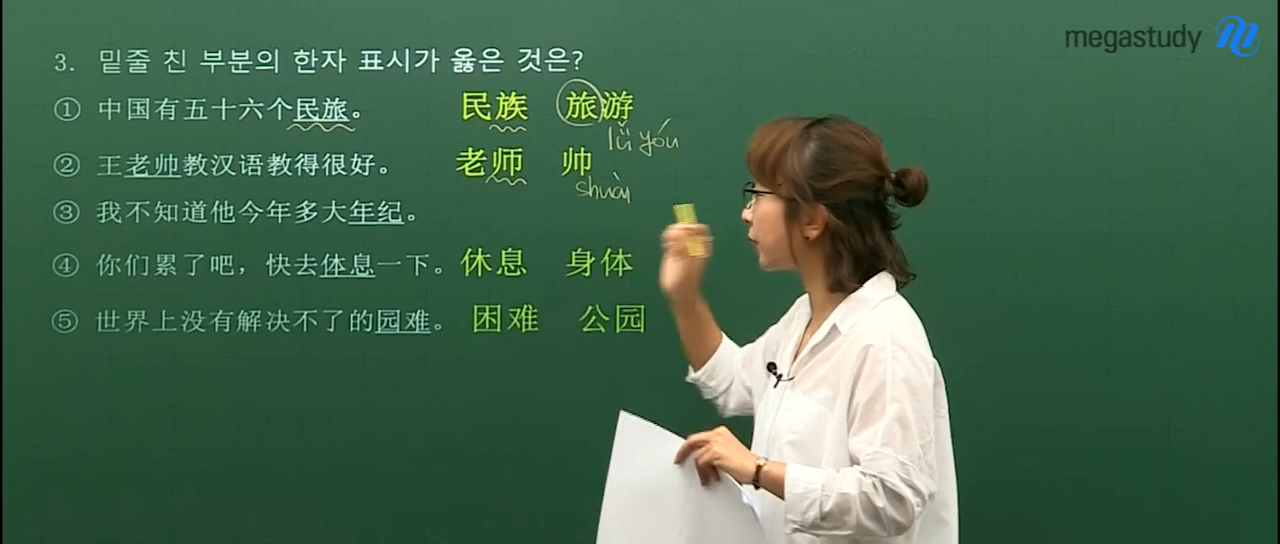 megastudy
3. 밑줄 친 부분의 한자 표시가 옳은 것은?
① 中国有五十六个民旅。 民族 旅游
lǚ yóu
② 王老帅教汉语教得很好。 老师 帅
shuài
③ 我不知道他今年多大年纪。
④ 你们累了吧，快去体息一下。 休息 身体
⑤ 世界上没有解决不了的园难。 困难 公园